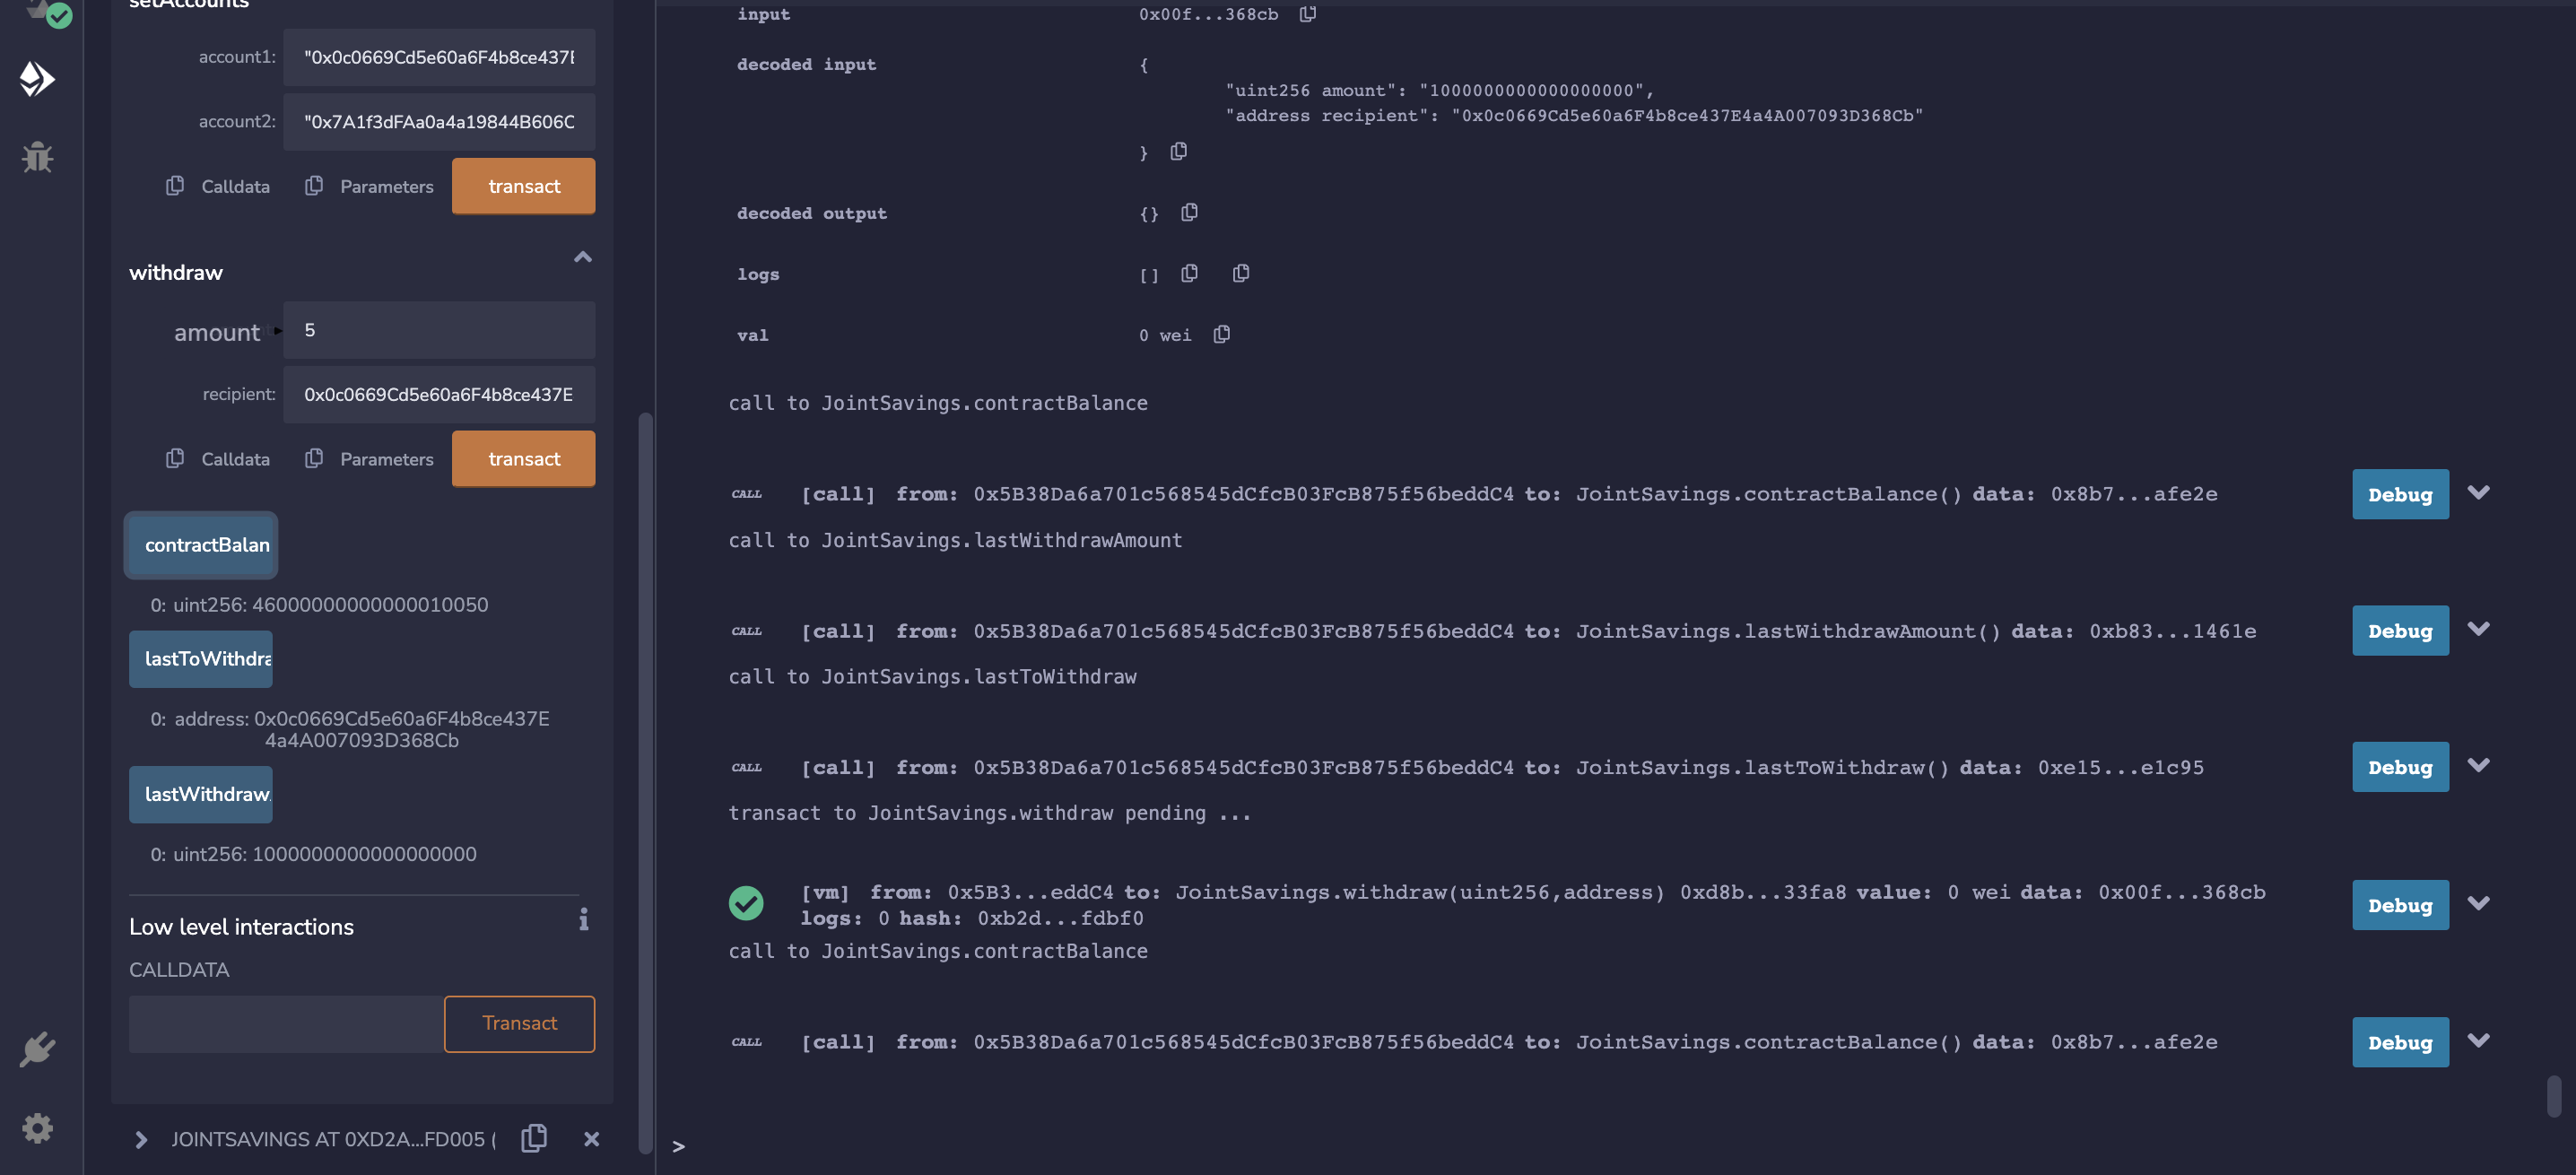 setAccounts
account1: "0x0c0669Cd5e60a6F4b8ce437E
account2: "0x7A1f3dFAa0a4a19844B606C
Calldata Parameters transact
withdraw
amount 5
recipient: 0x0c0669Cd5e60a6F4b8ce437E
Calldata Parameters transact
contractBalan
0: uint256: 46000000000000010050
lastToWithdra
0: address: 0x0c0669Cd5e60a6F4b8ce437E
4a4A007093D368Cb
lastWithdraw
0: uint256: 1000000000000000000
Low level interactions
i
CALLDATA
Transact
JOINTSAVINGS AT 0XD2A...FD005 (
input 0x00f...368cb
decoded input {
"uint256 amount": "1000000000000000000",
"address recipient": "0x0c0669Cd5e60a6F4b8ce437E4a4A007093D368Cb"
}
decoded output {}
logs []
val 0 wei
call to JointSavings.contractBalance
CALL [call] from: 0x5B38Da6a701c568545dCfcB03FcB875f56beddC4 to: JointSavings.contractBalance() data: 0x8b7...afe2e Debug
call to JointSavings.lastWithdrawAmount
CALL [call] from: 0x5B38Da6a701c568545dCfcB03FcB875f56beddC4 to: JointSavings.lastWithdrawAmount() data: 0xb83...1461e Debug
call to JointSavings.lastToWithdraw
CALL [call] from: 0x5B38Da6a701c568545dCfcB03FcB875f56beddC4 to: JointSavings.lastToWithdraw() data: 0xe15...e1c95 Debug
transact to JointSavings.withdraw pending ...
[vm] from: 0x5B3...eddC4 to: JointSavings.withdraw(uint256,address) 0xd8b...33fa8 value: 0 wei data: 0x00f...368cb Debug
logs: 0 hash: 0xb2d...fdbf0
call to JointSavings.contractBalance
CALL [call] from: 0x5B38Da6a701c568545dCfcB03FcB875f56beddC4 to: JointSavings.contractBalance() data: 0x8b7...afe2e Debug
>